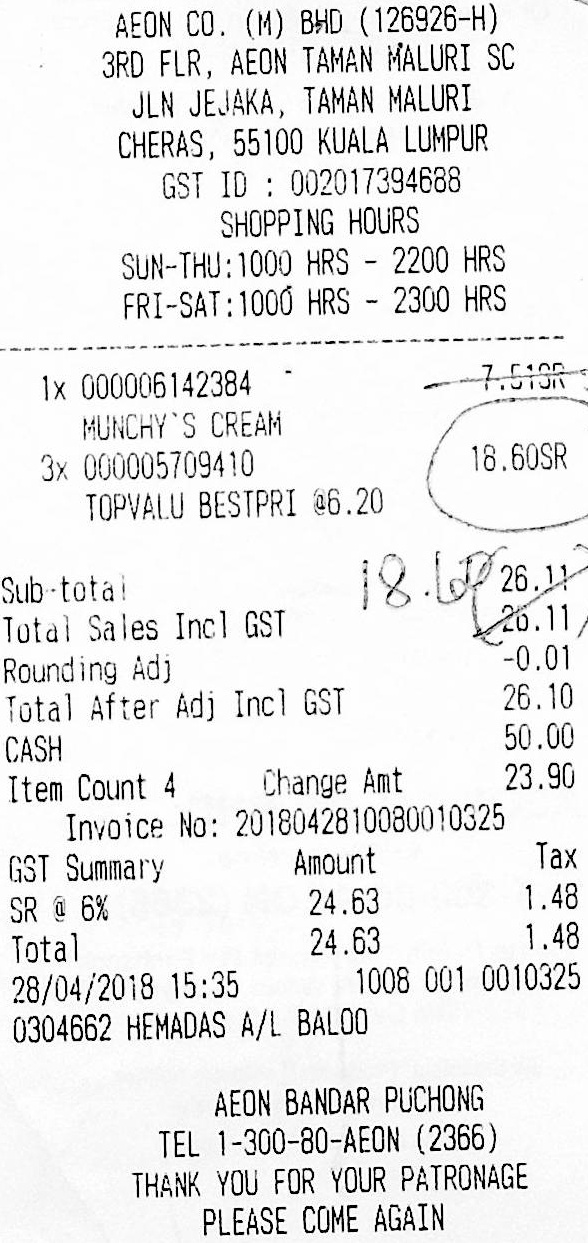 AEON CO. (M) BHD (126926-H)
3RD FLR, AEON TAMAN MALURI SC
JLN JEJAKA, TAMAN MALURI
CHERAS, 55100 KUALA LUMPUR
GST ID : 002017394688
SHOPPING HOURS
SUN-THU:1000 HRS - 2200 HRS
FRI-SAT:1000 HRS - 2300 HRS
1x 000006142384 7.51SR
MUNCHY`S CREAM
3x 000005709410 18.60SR
TOPVALU BESTPRI @6.20
Sub-total 18.60 26.11
Total Sales Incl GST 26.11
Rounding Adj -0.01
Total After Adj Incl GST 26.10
CASH 50.00
Item Count 4 Change Amt 23.90
Invoice No: 2018042810080010325
GST Summary Amount Tax
SR @ 6% 24.63 1.48
Total 24.63 1.48
28/04/2018 15:35 1008 001 0010325
0304662 HEMADAS A/L BALOO
AEON BANDAR PUCHONG
TEL 1-300-80-AEON (2366)
THANK YOU FOR YOUR PATRONAGE
PLEASE COME AGAIN